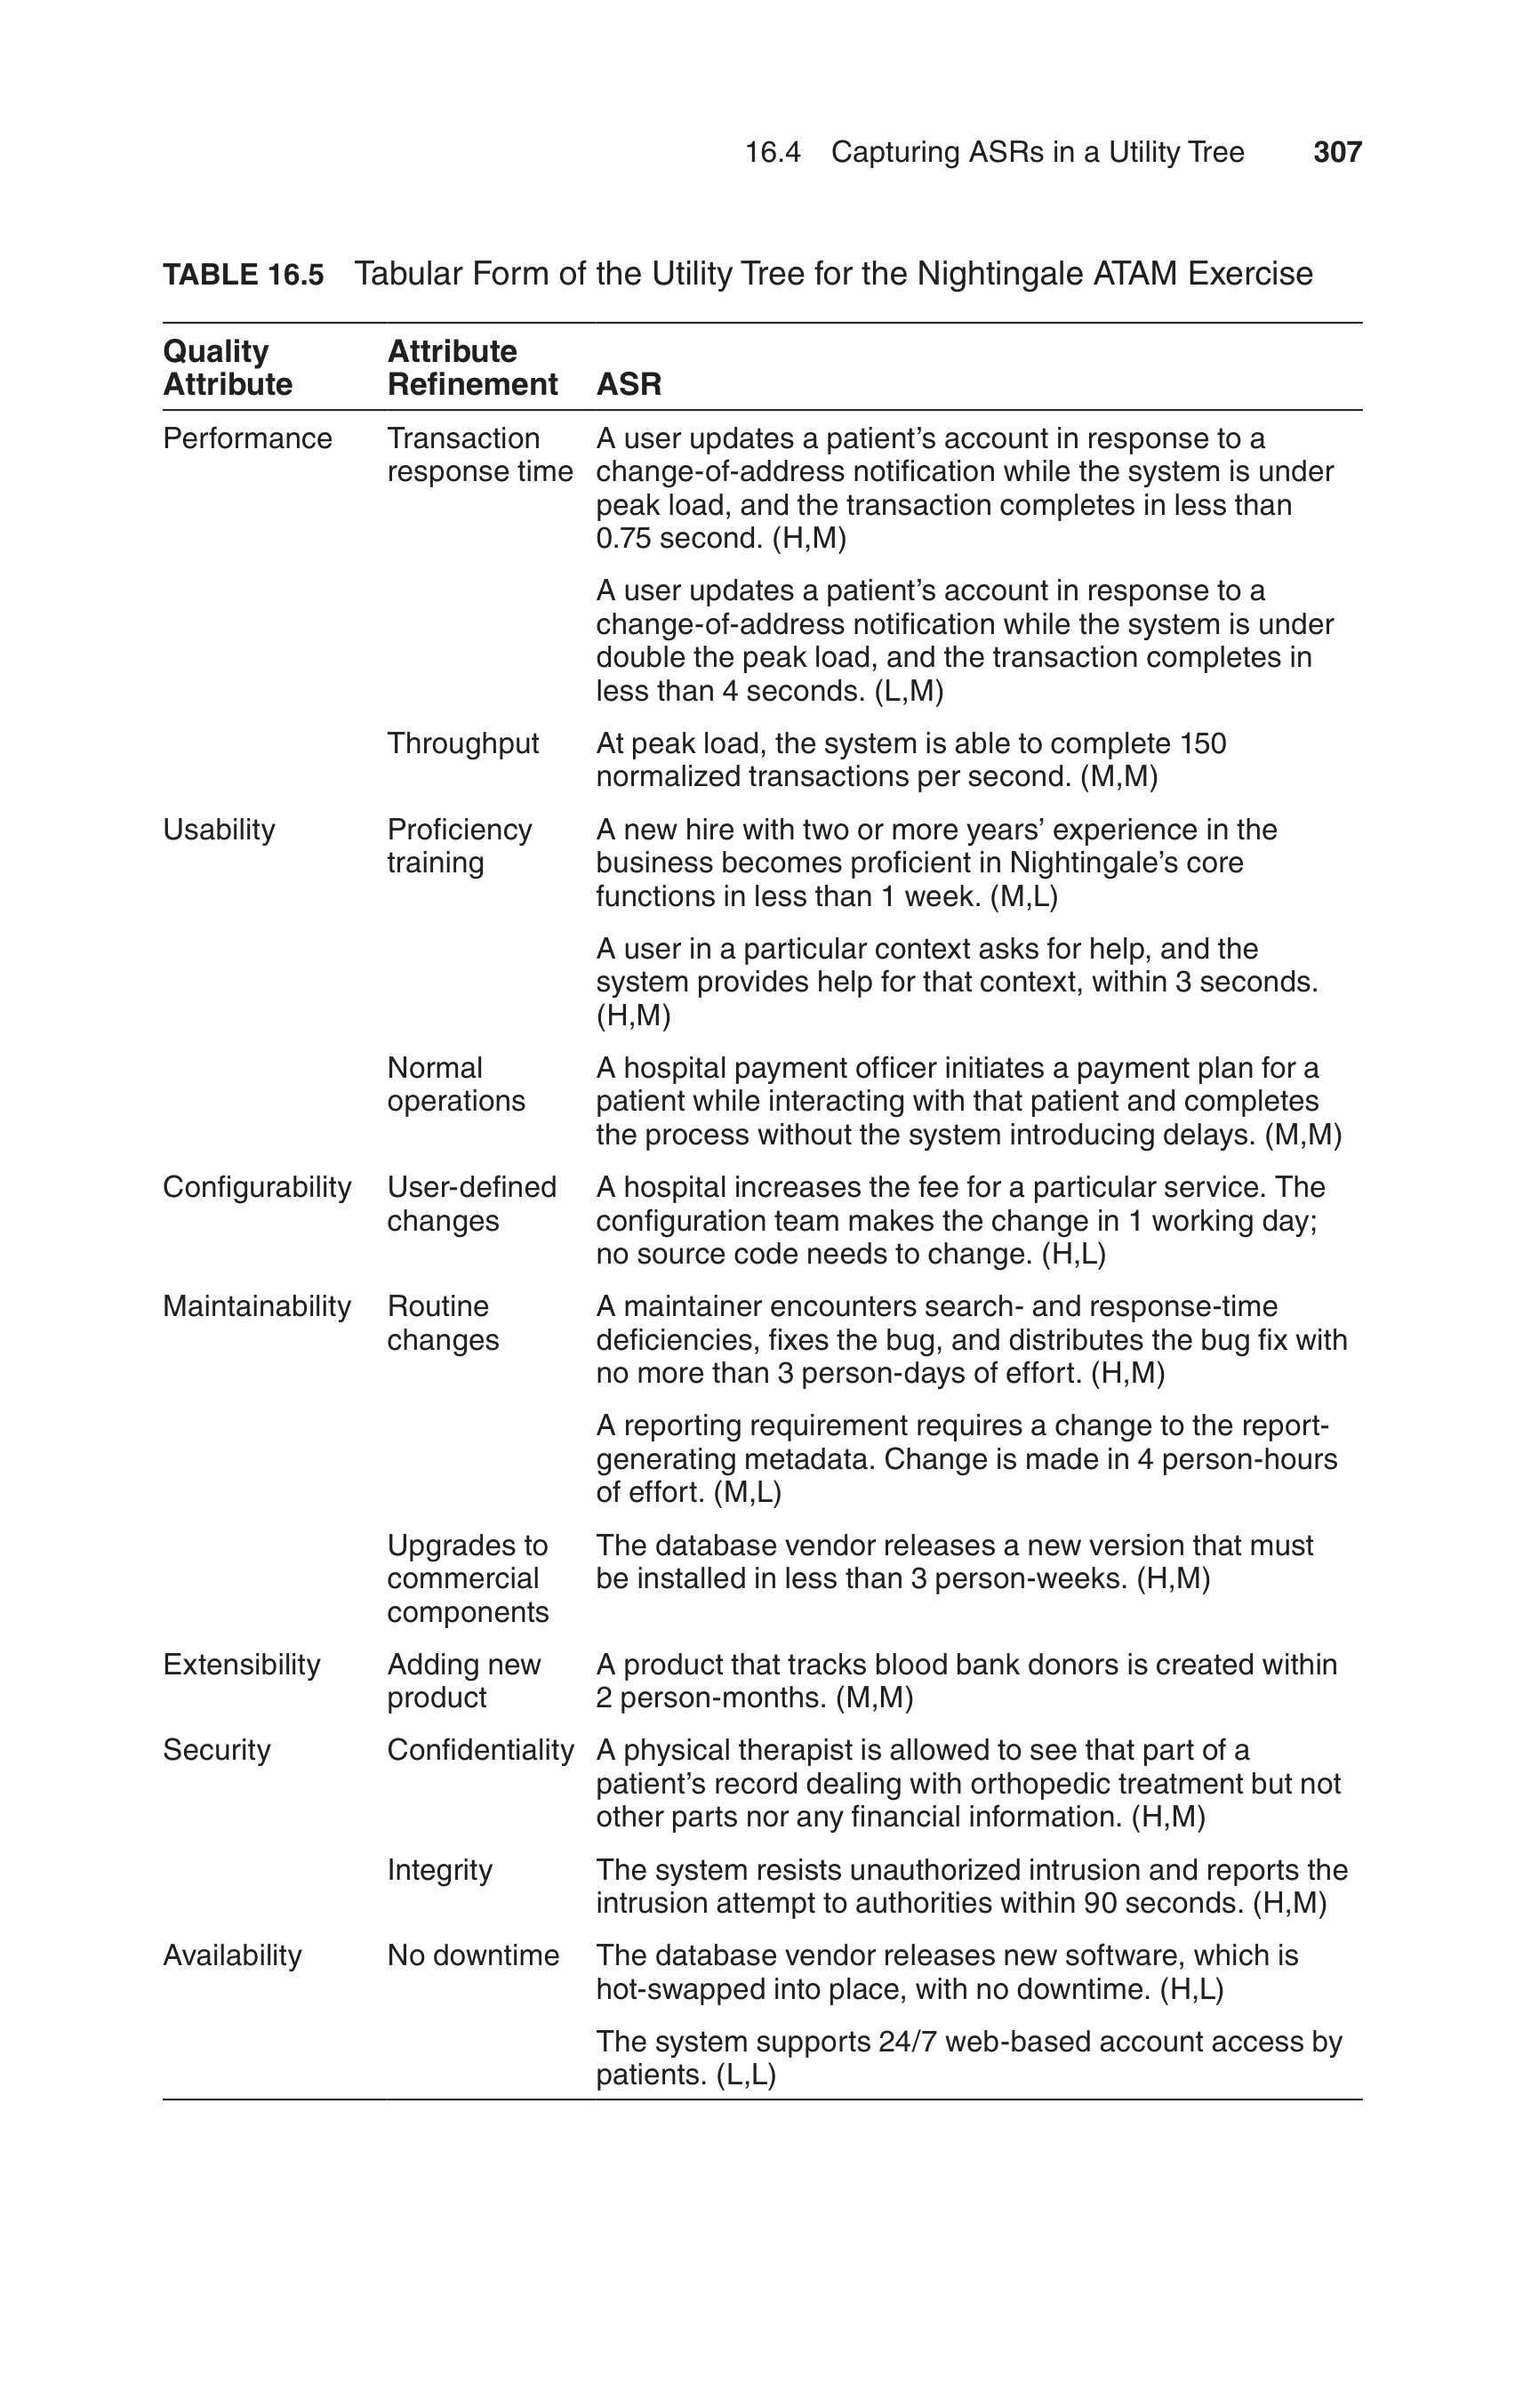 16.4 Capturing ASRs in a Utility Tree 307
TABLE 16.5 Tabular Form of the Utility Tree for the Nightingale ATAM Exercise
Quality Attribute
Attribute Refinement ASR
Performance Transaction A user updates a patient’s account in response to a
response time change-of-address notification while the system is under
peak load, and the transaction completes in less than
0.75 second. (H,M)
A user updates a patient’s account in response to a
change-of-address notification while the system is under
double the peak load, and the transaction completes in
less than 4 seconds. (L,M)
Throughput At peak load, the system is able to complete 150
normalized transactions per second. (M,M)
Usability Proficiency A new hire with two or more years’ experience in the
training business becomes proficient in Nightingale’s core
functions in less than 1 week. (M,L)
A user in a particular context asks for help, and the
system provides help for that context, within 3 seconds.
(H,M)
Normal A hospital payment officer initiates a payment plan for a
operations patient while interacting with that patient and completes
the process without the system introducing delays. (M,M)
Configurability User-defined A hospital increases the fee for a particular service. The
changes configuration team makes the change in 1 working day;
no source code needs to change. (H,L)
Maintainability Routine A maintainer encounters search- and response-time
changes deficiencies, fixes the bug, and distributes the bug fix with
no more than 3 person-days of effort. (H,M)
A reporting requirement requires a change to the report-
generating metadata. Change is made in 4 person-hours
of effort. (M,L)
Upgrades to The database vendor releases a new version that must
commercial be installed in less than 3 person-weeks. (H,M)
components
Extensibility Adding new A product that tracks blood bank donors is created within
product 2 person-months. (M,M)
Security Confidentiality A physical therapist is allowed to see that part of a
patient’s record dealing with orthopedic treatment but not
other parts nor any financial information. (H,M)
Integrity The system resists unauthorized intrusion and reports the
intrusion attempt to authorities within 90 seconds. (H,M)
Availability No downtime The database vendor releases new software, which is
hot-swapped into place, with no downtime. (H,L)
The system supports 24/7 web-based account access by
patients. (L,L)